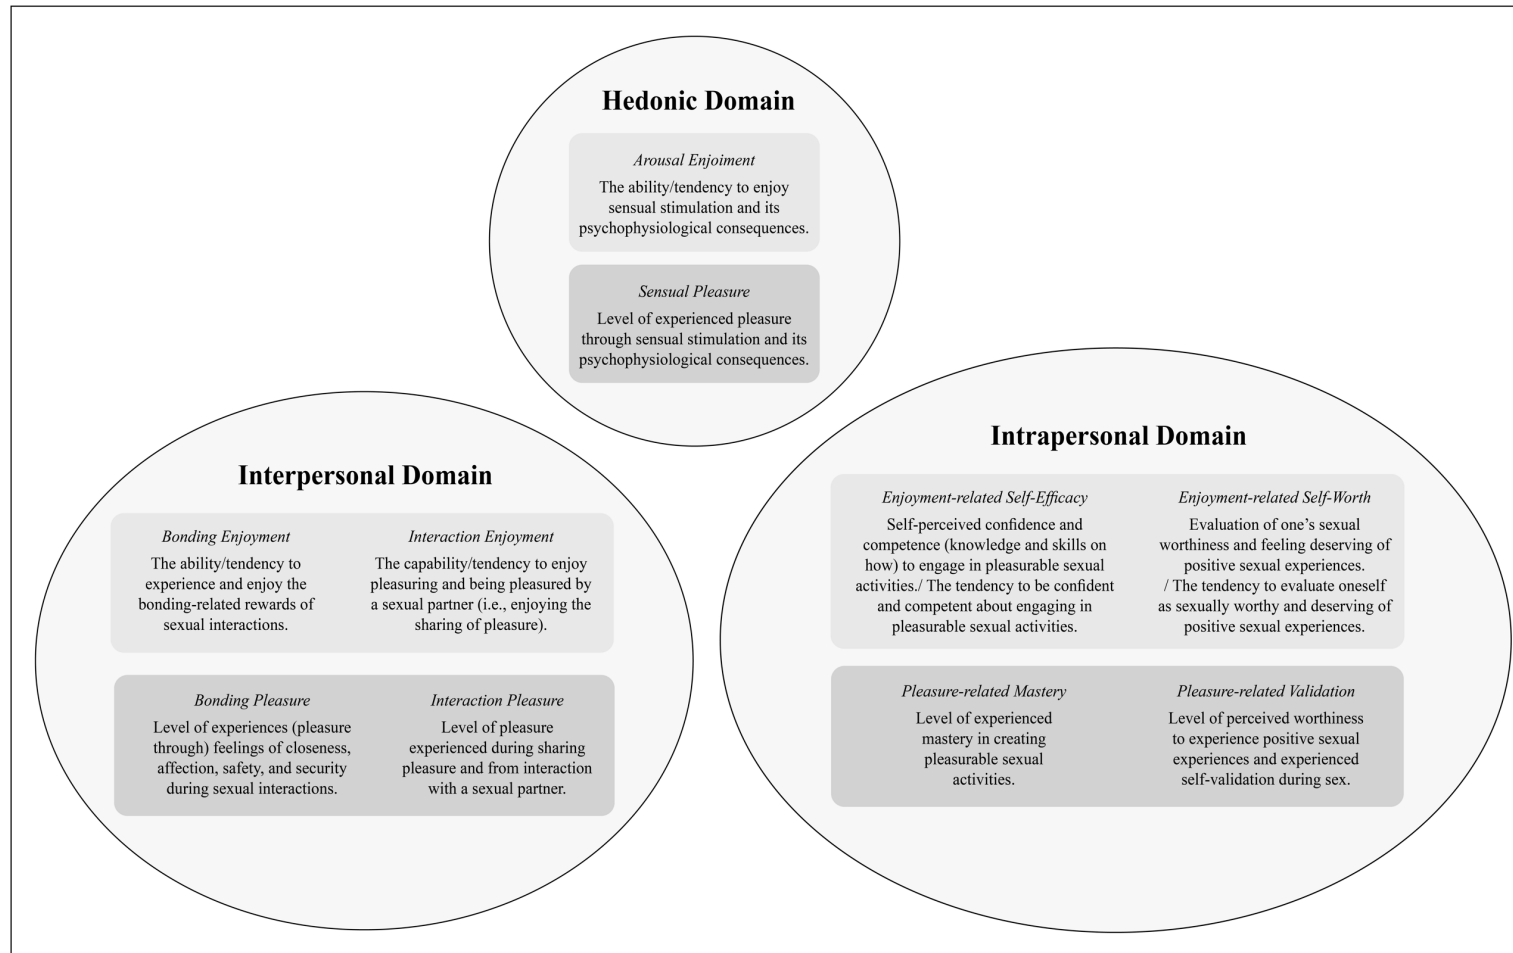 Hedonic Domain
Arousal Enjoiment
The ability/tendency to enjoy
sensual stimulation and its
psychophysiological consequences.
Sensual Pleasure
Level of experienced pleasure
through sensual stimulation and its
psychophysiological consequences.
Interpersonal Domain
Bonding Enjoyment
The ability/tendency to
experience and enjoy the
bonding-related rewards of
sexual interactions.
Interaction Enjoyment
The capability/tendency to enjoy
pleasuring and being pleasured by
a sexual partner (i.e., enjoying the
sharing of pleasure).
Bonding Pleasure
Level of experiences (pleasure
through) feelings of closeness,
affection, safety, and security
during sexual interactions.
Interaction Pleasure
Level of pleasure
experienced during sharing
pleasure and from interaction
with a sexual partner.
Intrapersonal Domain
Enjoyment-related Self-Efficacy
Self-perceived confidence and
competence (knowledge and skills on
how) to engage in pleasurable sexual
activities./ The tendency to be confident
and competent about engaging in
pleasurable sexual activities.
Enjoyment-related Self-Worth
Evaluation of one’s sexual
worthiness and feeling deserving of
positive sexual experiences.
/ The tendency to evaluate oneself
as sexually worthy and deserving of
positive sexual experiences.
Pleasure-related Mastery
Level of experienced
mastery in creating
pleasurable sexual
activities.
Pleasure-related Validation
Level of perceived worthiness
to experience positive sexual
experiences and experienced
self-validation during sex.